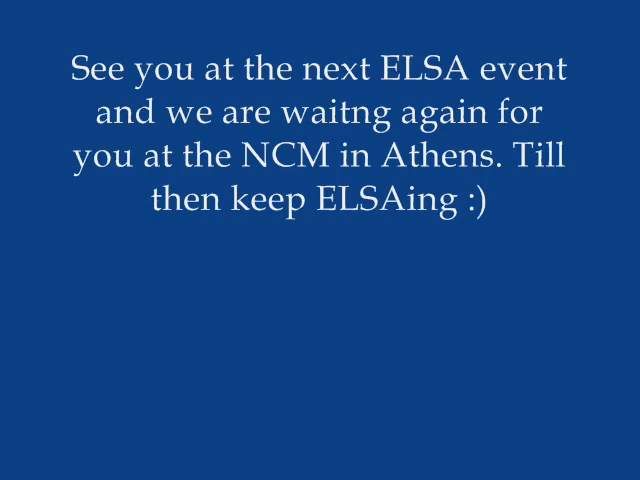 See you at the next ELSA event
and we are waitng again for
you at the NCM in Athens. Till
then keep ELSAing :)